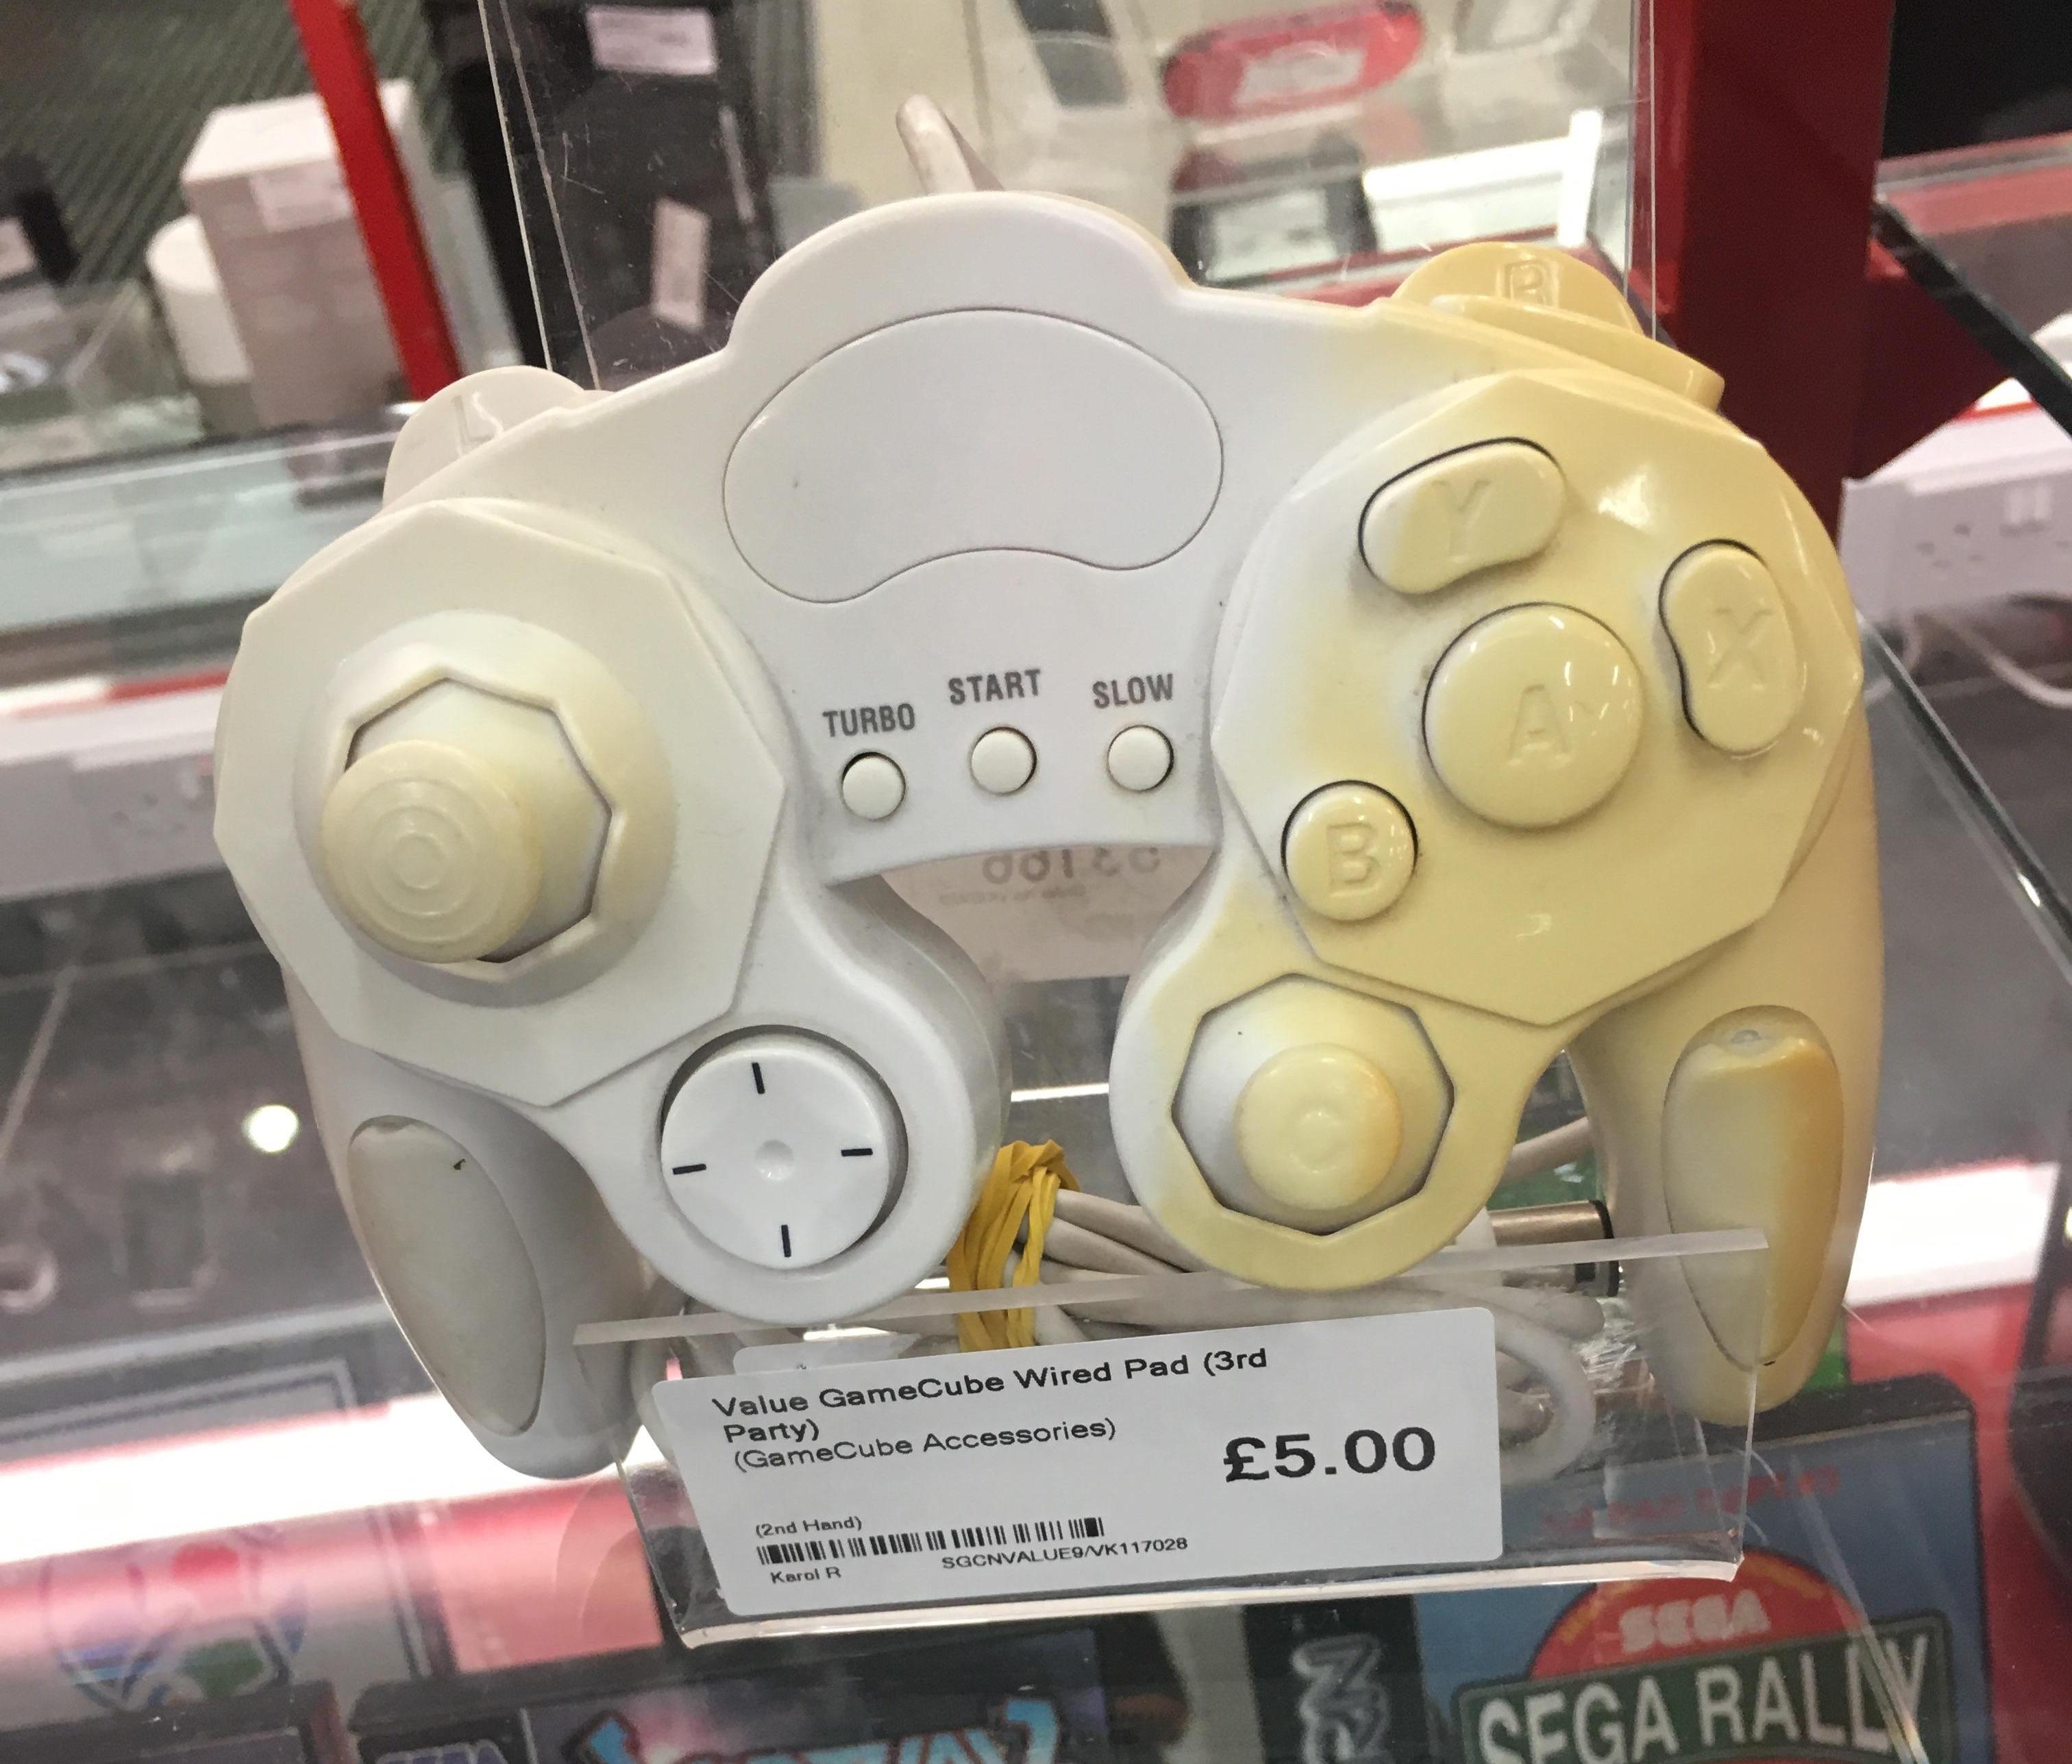 L
R
Y
X
A
B
TURBO START SLOW
Value GameCube Wired Pad (3rd
Party)
(GameCube Accessories)
£5.00
(2nd Hand)
SGCNVALUE9/VK117028
Karol R
SEGA
SEGA RALLY
SEGA